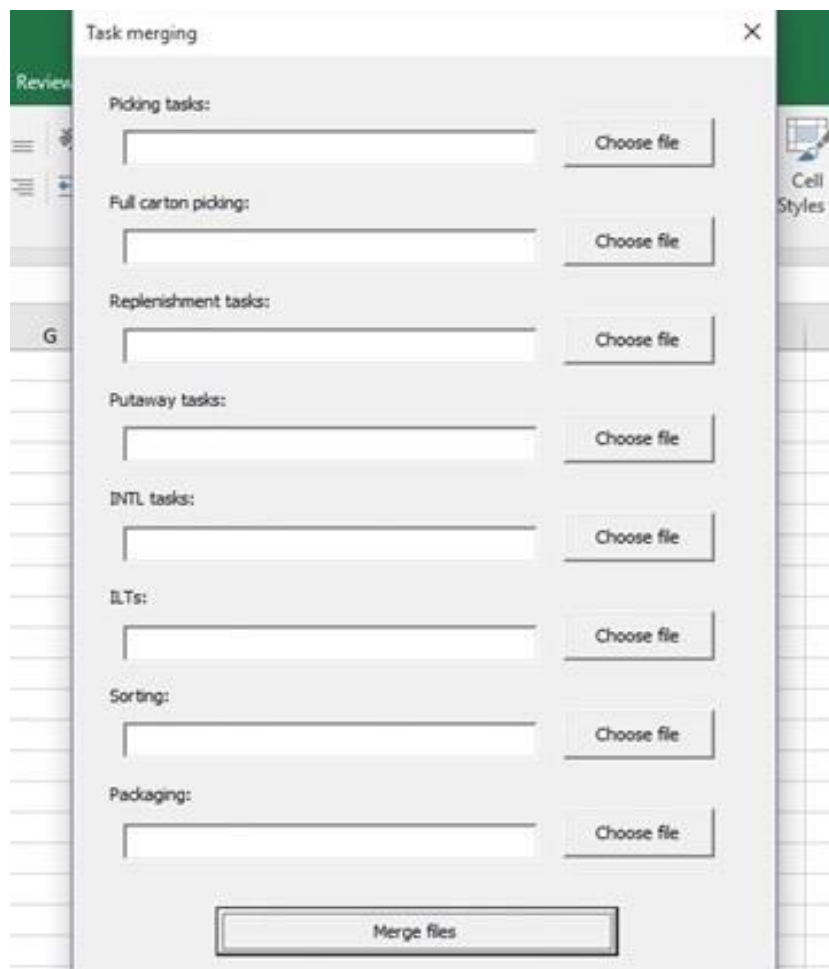 Task merging
Review
Picking tasks:
Choose file
Cell
Styles
Full carton picking:
Choose file
Replenishment tasks:
Choose file
G
Putaway tasks:
Choose file
INTL tasks:
Choose file
ILTs:
Choose file
Sorting:
Choose file
Packaging:
Choose file
Merge files